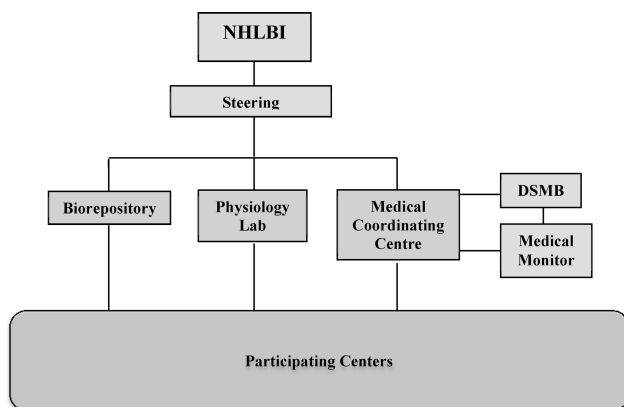 NHLBI
Steering
Biorepository
Physiology
Lab
Medical
Coordinating
Centre
DSMB
Medical
Monitor
Participating Centers